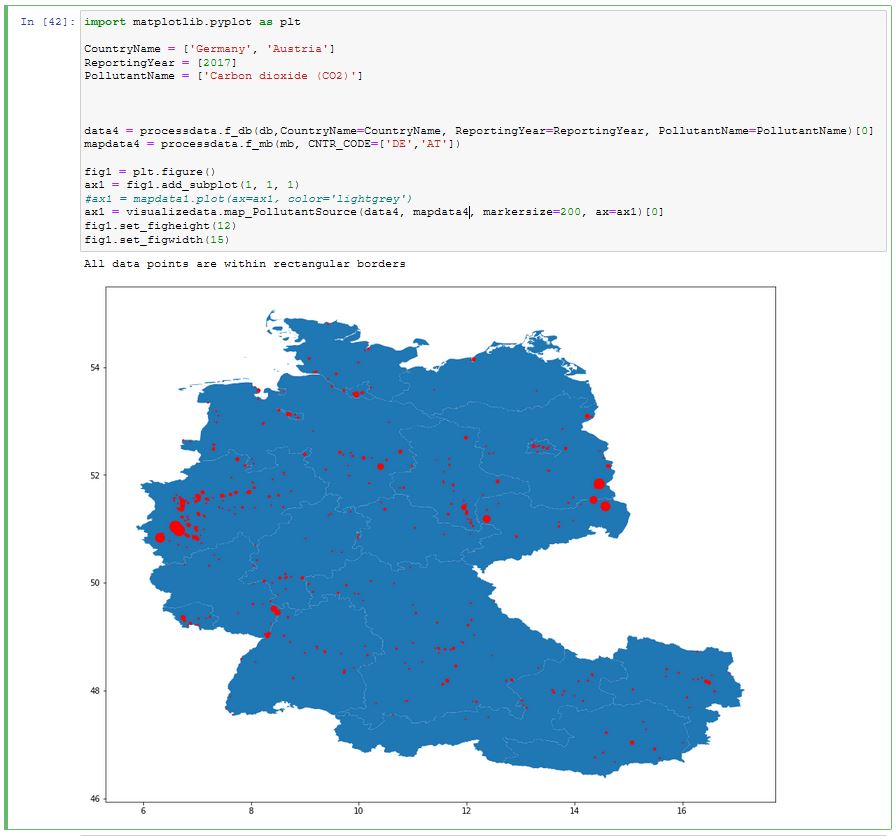 In [42]: import matplotlib.pyplot as plt
CountryName = ['Germany', 'Austria']
ReportingYear = [2017]
PollutantName = ['Carbon dioxide (CO2)']
data4 = processdata.f_db(db,CountryName=CountryName, ReportingYear=ReportingYear, PollutantName=PollutantName)[0]
mapdata4 = processdata.f_mb(mb, CNTR_CODE=['DE','AT'])
fig1 = plt.figure()
ax1 = fig1.add_subplot(1, 1, 1)
#ax1 = mapdata1.plot(ax=ax1, color='lightgrey')
ax1 = visualizedata.map_PollutantSource(data4, mapdata4, markersize=200, ax=ax1)[0]
fig1.set_figheight(12)
fig1.set_figwidth(15)
All data points are within rectangular borders
54
52
50
48
46
6 8 10 12 14 16